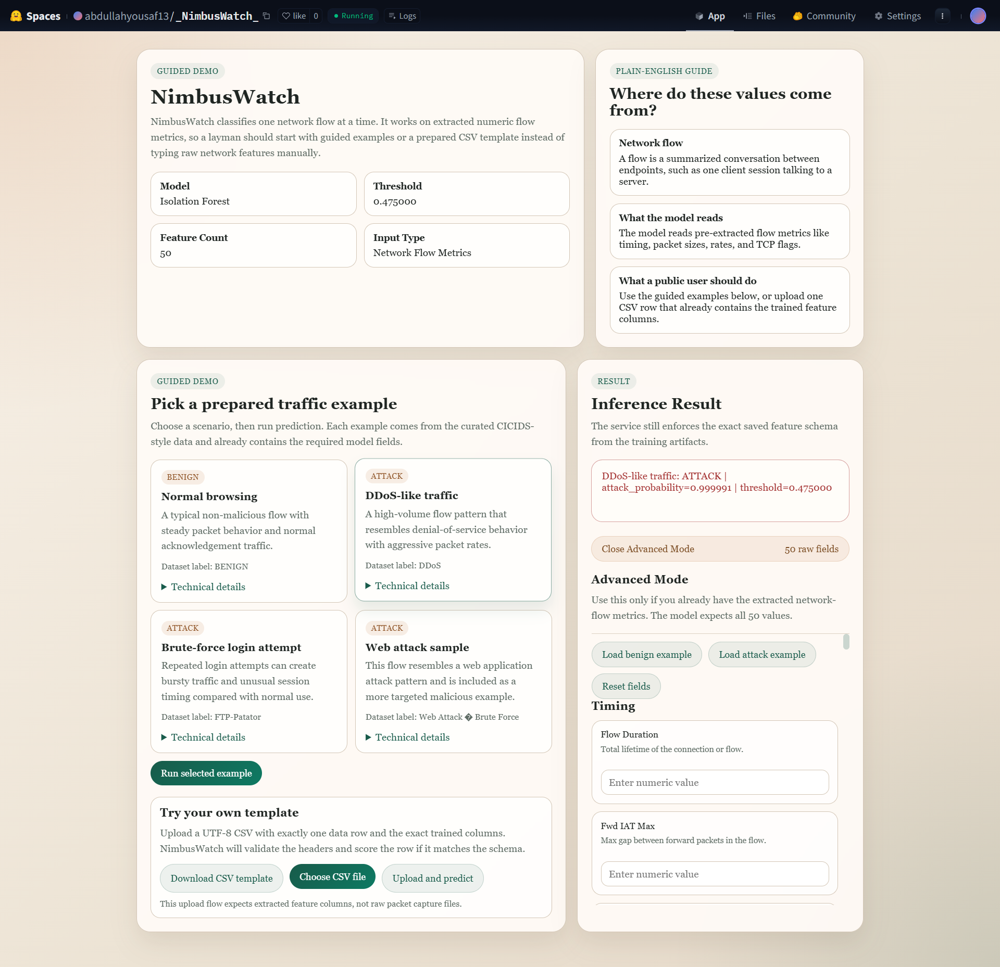 Spaces
abdullahyousaf13/_NimbusWatch_
like 0
Running
Logs
App
Files
Community
Settings
GUIDED DEMO
NimbusWatch
NimbusWatch classifies one network flow at a time. It works on extracted numeric flow
metrics, so a layman should start with guided examples or a prepared CSV template instead of
typing raw network features manually.
Model
Isolation Forest
Threshold
0.475000
Feature Count
50
Input Type
Network Flow Metrics
PLAIN-ENGLISH GUIDE
Where do these values come
from?
Network flow
A flow is a summarized conversation between
endpoints, such as one client session talking to a
server.
What the model reads
The model reads pre-extracted flow metrics like
timing, packet sizes, rates, and TCP flags.
What a public user should do
Use the guided examples below, or upload one
CSV row that already contains the trained feature
columns.
GUIDED DEMO
Pick a prepared traffic example
Choose a scenario, then run prediction. Each example comes from the curated CICIDS-
style data and already contains the required model fields.
BENIGN
Normal browsing
A typical non-malicious flow with
steady packet behavior and normal
acknowledgement traffic.
Dataset label: BENIGN
▶ Technical details
ATTACK
DDoS-like traffic
A high-volume flow pattern that
resembles denial-of-service behavior
with aggressive packet rates.
Dataset label: DDoS
▶ Technical details
ATTACK
Brute-force login attempt
Repeated login attempts can create
bursty traffic and unusual session
timing compared with normal use.
Dataset label: FTP-Patator
▶ Technical details
ATTACK
Web attack sample
This flow resembles a web application
attack pattern and is included as a
more targeted malicious example.
Dataset label: Web Attack � Brute Force
▶ Technical details
Run selected example
Try your own template
Upload a UTF-8 CSV with exactly one data row and the exact trained columns.
NimbusWatch will validate the headers and score the row if it matches the schema.
Download CSV template
Choose CSV file
Upload and predict
This upload flow expects extracted feature columns, not raw packet capture files.
RESULT
Inference Result
The service still enforces the exact saved feature schema
from the training artifacts.
DDoS-like traffic: ATTACK |
attack_probability=0.999991 | threshold=0.475000
Close Advanced Mode
50 raw fields
Advanced Mode
Use this only if you already have the extracted network-
flow metrics. The model expects all 50 values.
Load benign example
Load attack example
Reset fields
Timing
Flow Duration
Total lifetime of the connection or flow.
Enter numeric value
Fwd IAT Max
Max gap between forward packets in the flow.
Enter numeric value